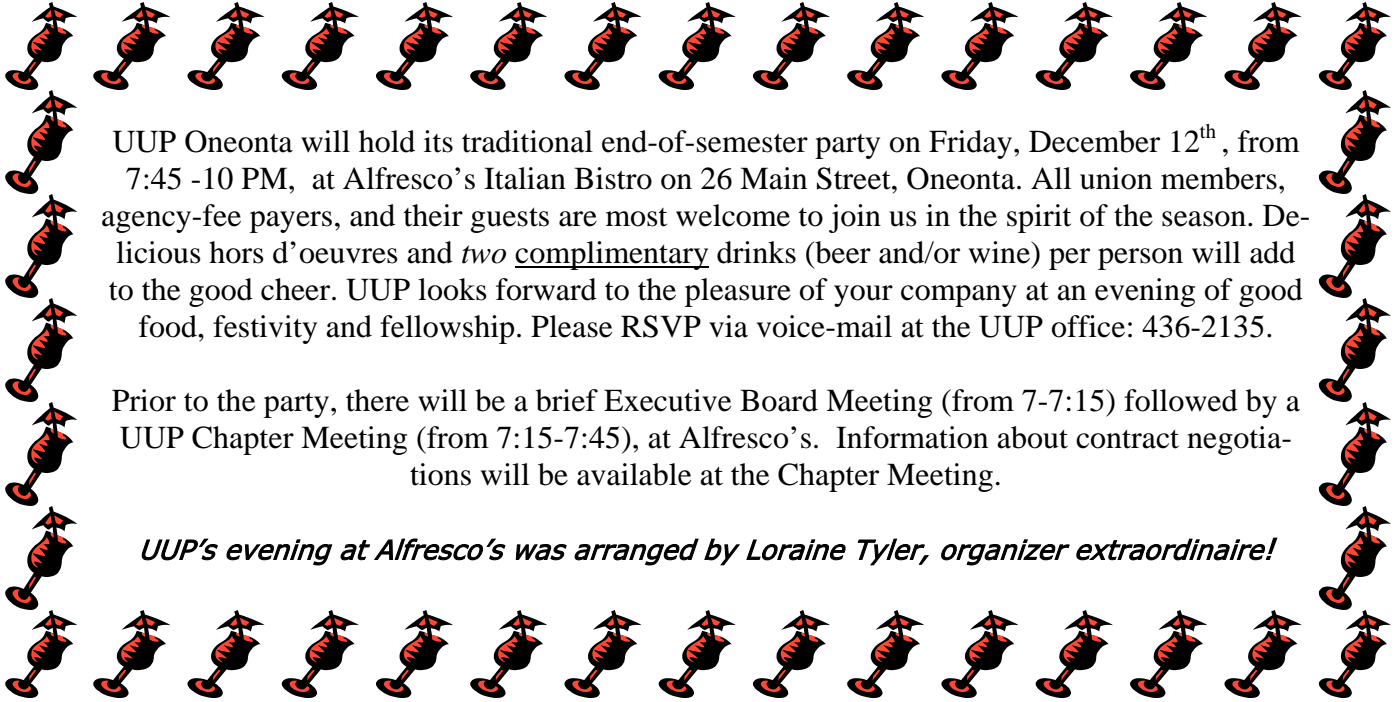 UUP Oneonta will hold its traditional end-of-semester party on Friday, December 12th , from
7:45 -10 PM,  at Alfresco’s Italian Bistro on 26 Main Street, Oneonta. All union members,
agency-fee payers, and their guests are most welcome to join us in the spirit of the season. De-
licious hors d’oeuvres and two complimentary drinks (beer and/or wine) per person will add
to the good cheer. UUP looks forward to the pleasure of your company at an evening of good
food, festivity and fellowship. Please RSVP via voice-mail at the UUP office: 436-2135.
Prior to the party, there will be a brief Executive Board Meeting (from 7-7:15) followed by a
UUP Chapter Meeting (from 7:15-7:45), at Alfresco’s.  Information about contract negotia-
tions will be available at the Chapter Meeting.
UUP’s evening at Alfresco’s was arranged by Loraine Tyler, organizer extraordinaire!